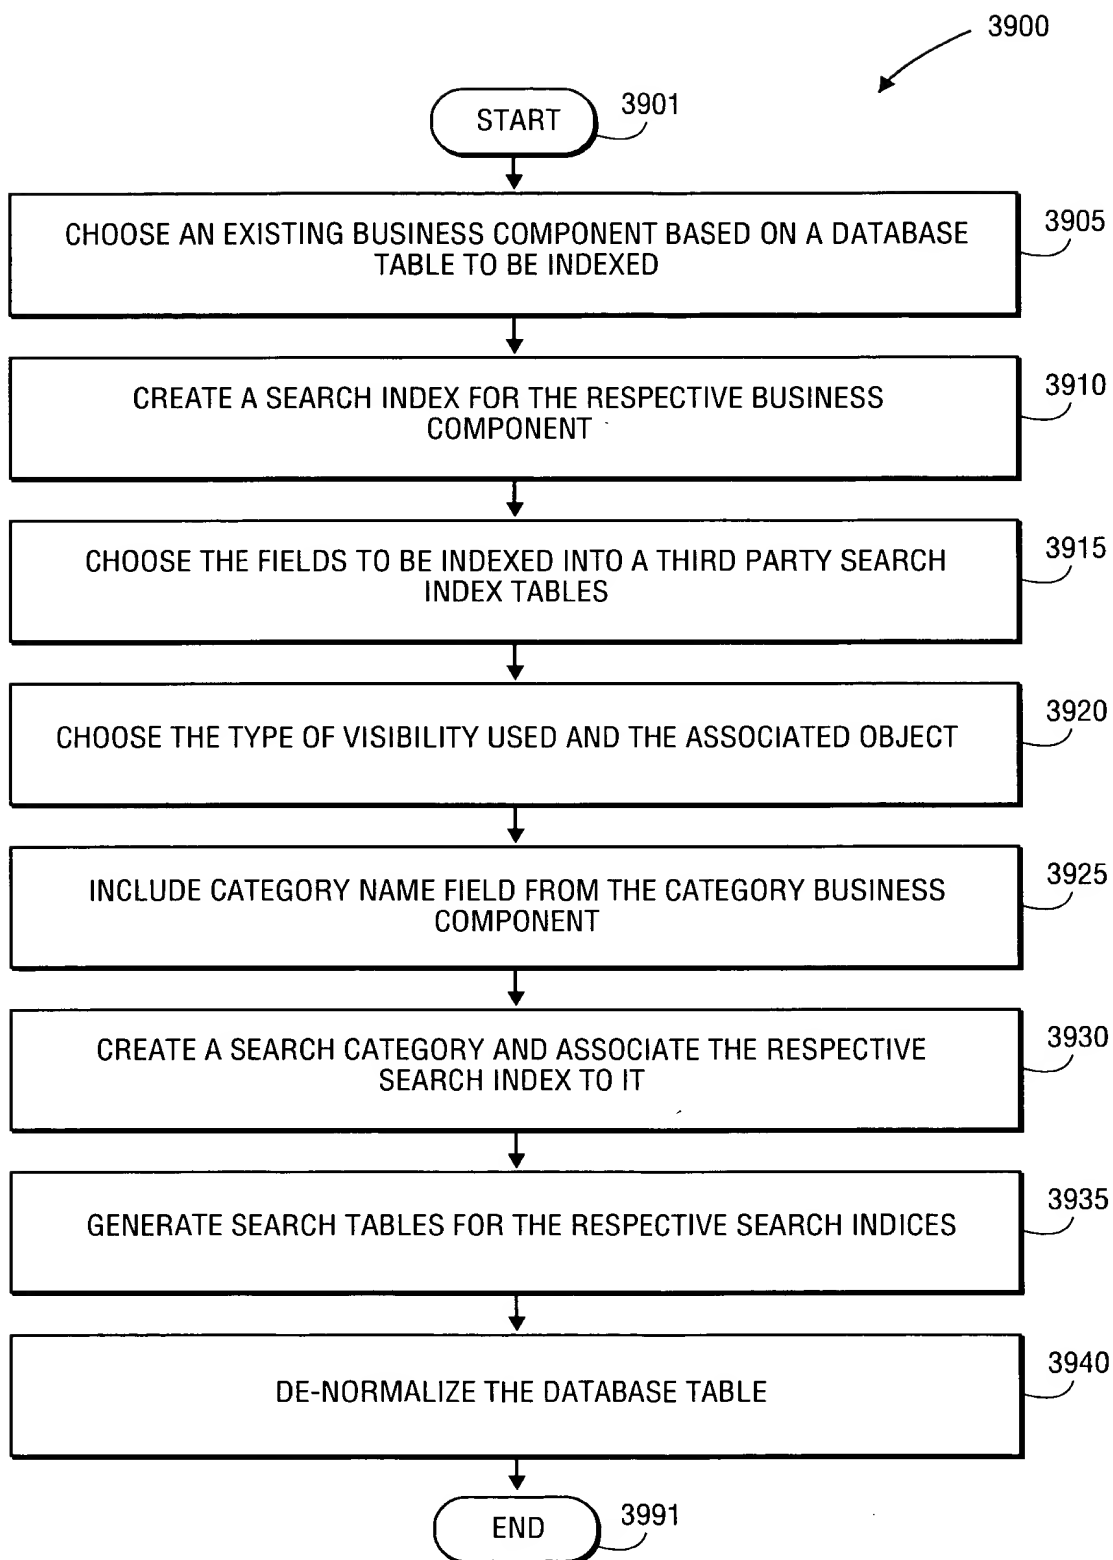 3900
START
3901
CHOOSE AN EXISTING BUSINESS COMPONENT BASED ON A DATABASE
TABLE TO BE INDEXED
3905
CREATE A SEARCH INDEX FOR THE RESPECTIVE BUSINESS
COMPONENT
3910
CHOOSE THE FIELDS TO BE INDEXED INTO A THIRD PARTY SEARCH
INDEX TABLES
3915
CHOOSE THE TYPE OF VISIBILITY USED AND THE ASSOCIATED OBJECT
3920
INCLUDE CATEGORY NAME FIELD FROM THE CATEGORY BUSINESS
COMPONENT
3925
CREATE A SEARCH CATEGORY AND ASSOCIATE THE RESPECTIVE
SEARCH INDEX TO IT
3930
GENERATE SEARCH TABLES FOR THE RESPECTIVE SEARCH INDICES
3935
DE-NORMALIZE THE DATABASE TABLE
3940
END
3991